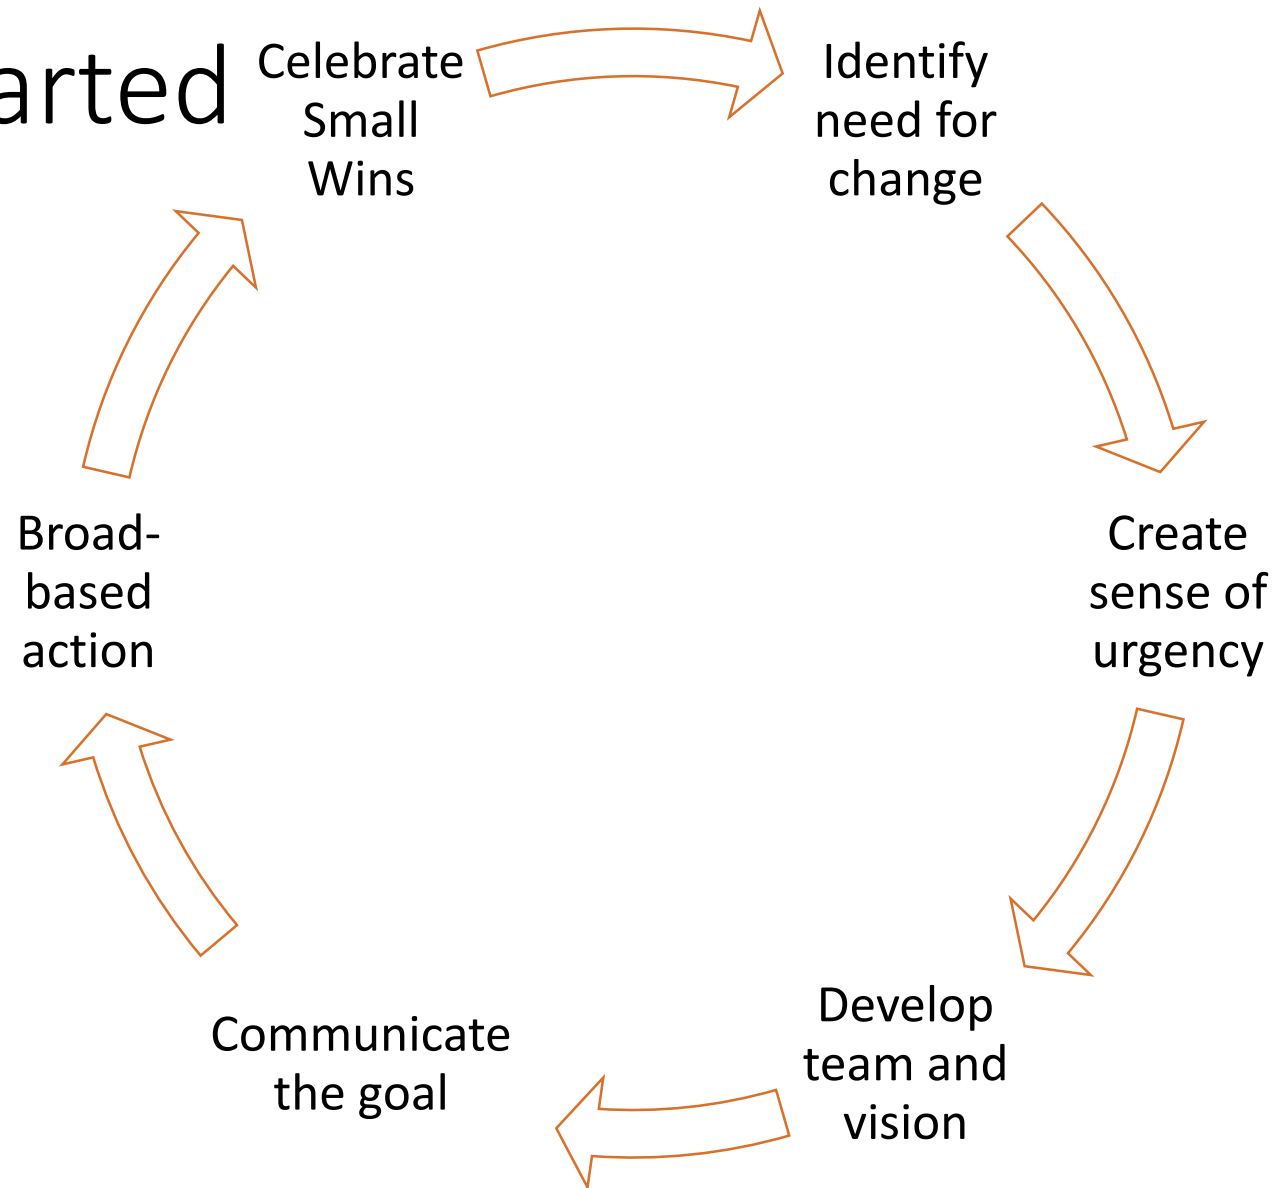 arted
Celebrate
Small
Wins
Identify
need for
change
Create
sense of
urgency
Develop
team and
vision
Communicate
the goal
Broad-
based
action